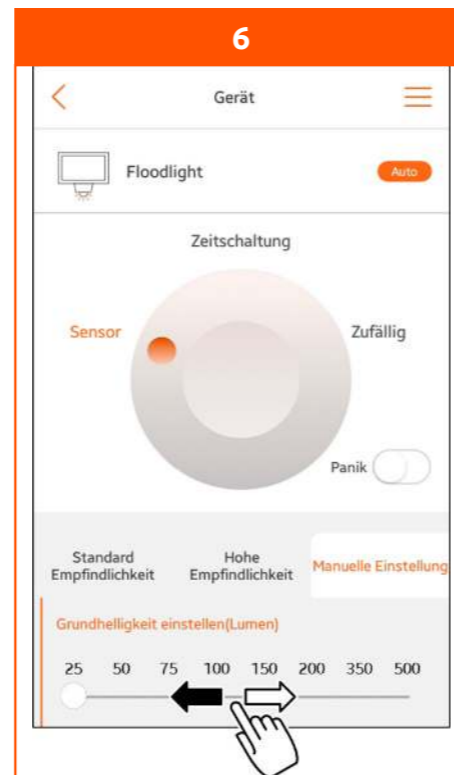 6
Gerät
Floodlight
Auto
Zeitschaltung
Sensor
Zufällig
Panik
Standard
Empfindlichkeit
Hohe
Empfindlichkeit
Manuelle Einstellung
Grundhelligkeit einstellen(Lumen)
25 50 75 100 150 200 350 500